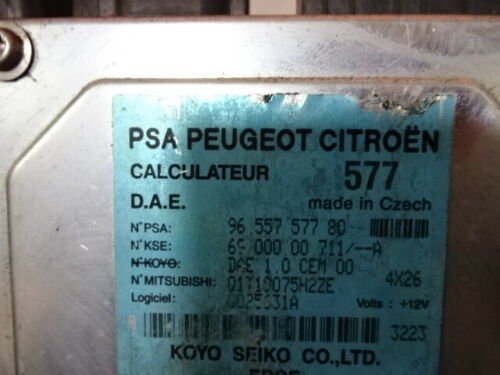 PSA PEUGEOT CITROËN
CALCULATEUR 577
D.A.E. made in Czech
N°PSA: 96 557 577 80
N°KSE: 69 000 00 711/--A
N°KOYO: DAE 1.0 CEM 00
N°MITSUBISHI: Q1T19075H2ZE 4X26
Logiciel: Volts : +12V
3223
KOYO SEIKO CO.,LTD.